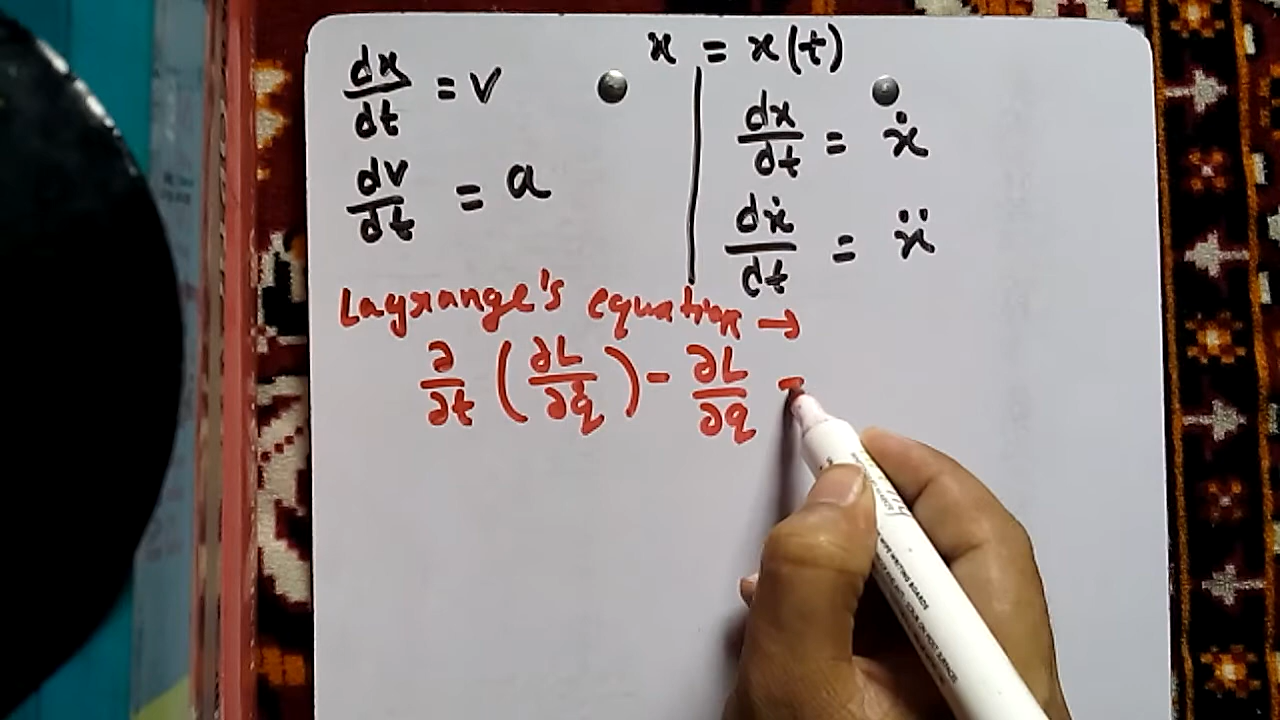 x = x(t)
dx/dt = v
dv/dt = a
dx/dt = ẋ
dẋ/dt = ẍ
Lagrange's equation →
∂/∂t (∂L/∂q̇) - ∂L/∂q =